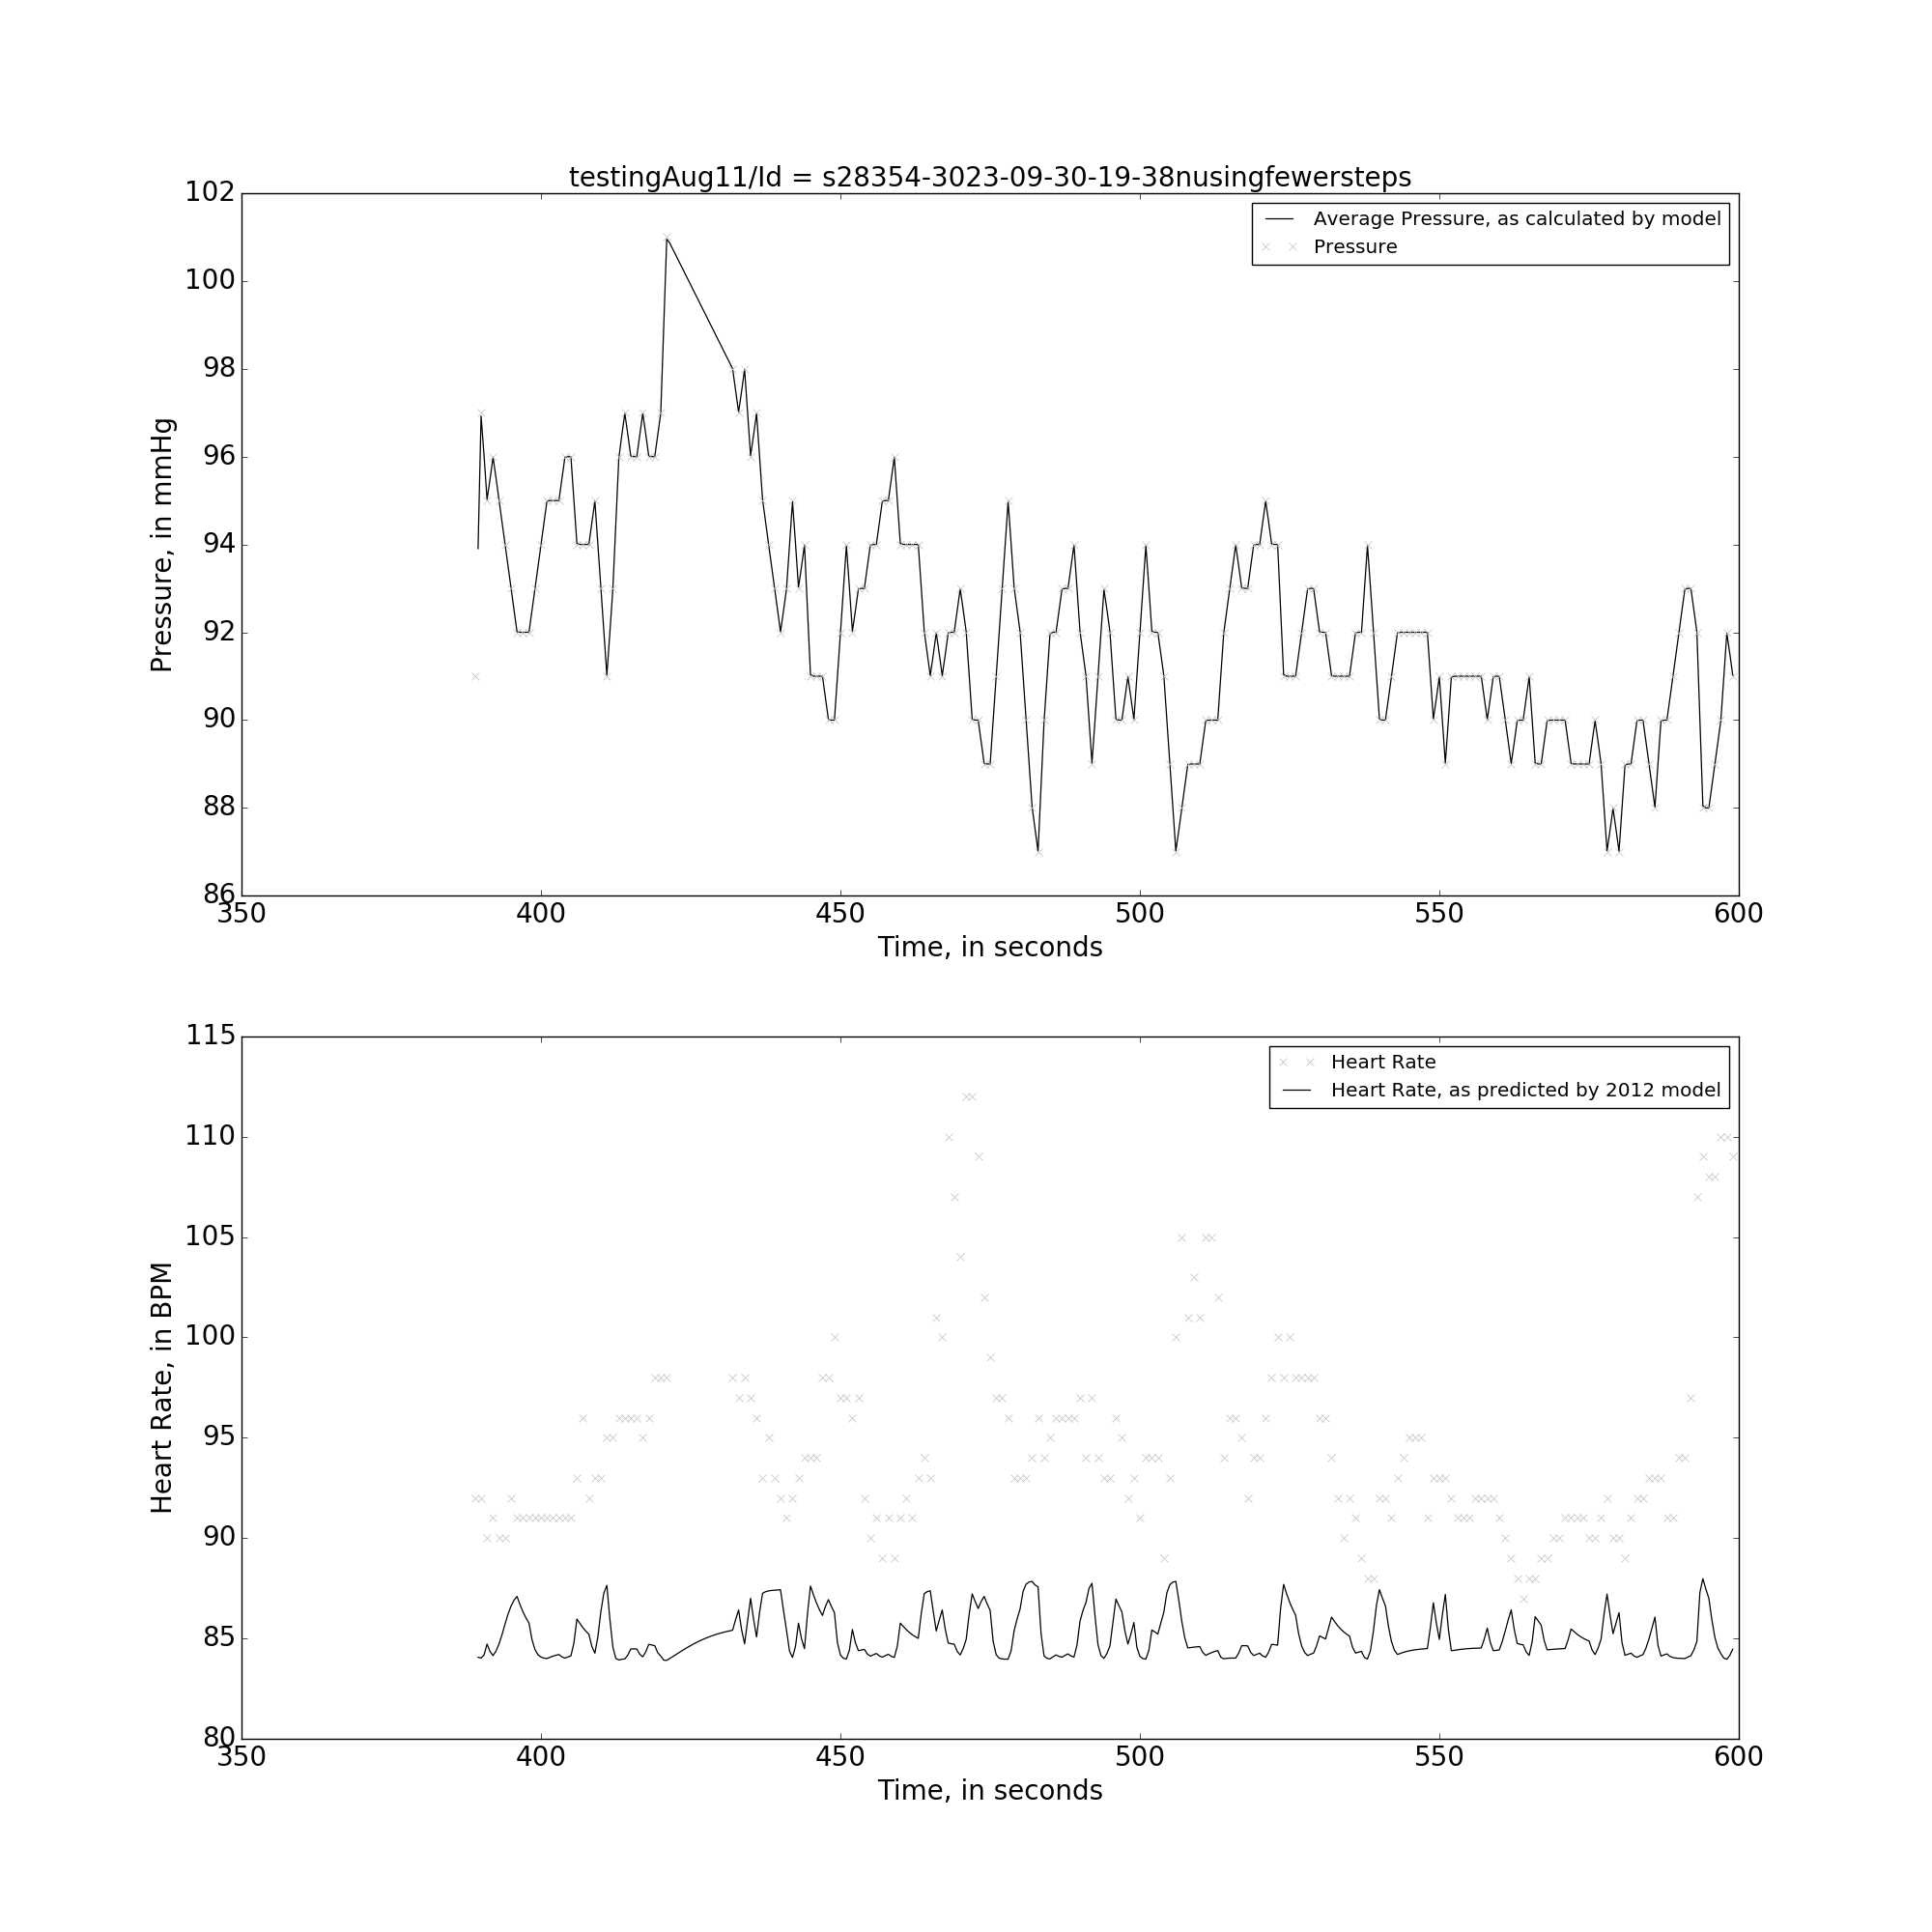 testingAug11/Id = s28354-3023-09-30-19-38nusingfewersteps
102
100
98
96
94
92
90
88
86
Pressure, in mmHg
Average Pressure, as calculated by model
Pressure
350 400 450 500 550 600
Time, in seconds
115
110
105
100
95
90
85
80
Heart Rate, in BPM
Heart Rate
Heart Rate, as predicted by 2012 model
350 400 450 500 550 600
Time, in seconds